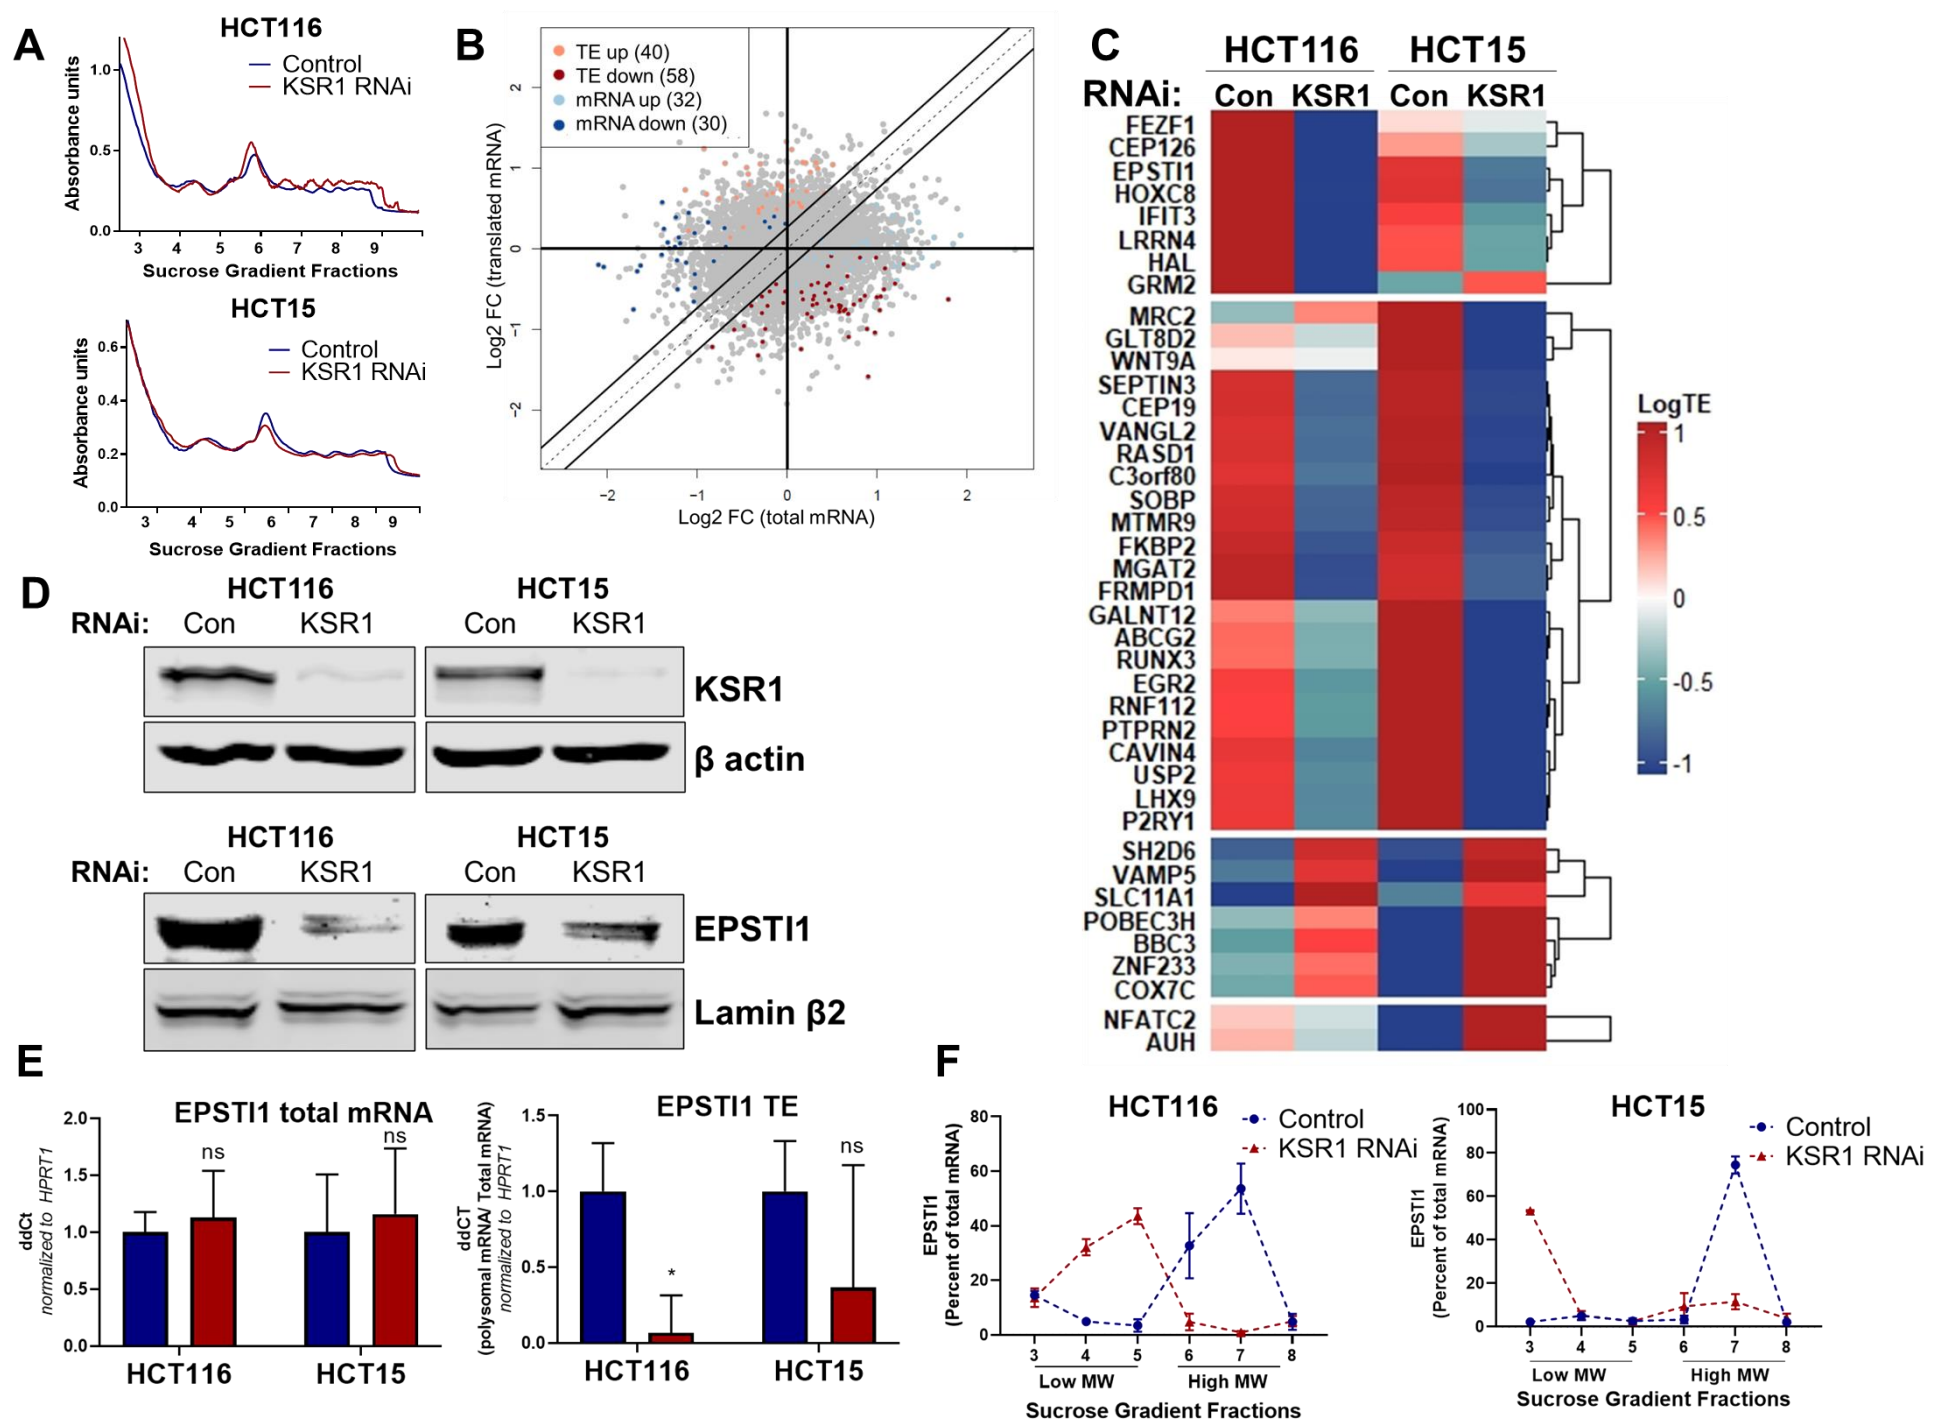 A
HCT116
Control
KSR1 RNAi
Absorbance units
1.0
0.5
0.0
3 4 5 6 7 8 9
Sucrose Gradient Fractions
HCT15
Control
KSR1 RNAi
Absorbance units
0.6
0.4
0.2
0.0
3 4 5 6 7 8 9
Sucrose Gradient Fractions
B
TE up (40)
TE down (58)
mRNA up (32)
mRNA down (30)
Log2 FC (translated mRNA)
2
1
0
−1
−2
−2 −1 0 1 2
Log2 FC (total mRNA)
C
HCT116 HCT15
RNAi: Con KSR1 Con KSR1
FEZF1
CEP126
EPSTI1
HOXC8
IFIT3
LRRN4
HAL
GRM2
MRC2
GLT8D2
WNT9A
SEPTIN3
CEP19
VANGL2
RASD1
C3orf80
SOBP
MTMR9
FKBP2
MGAT2
FRMPD1
GALNT12
ABCG2
RUNX3
EGR2
RNF112
PTPRN2
CAVIN4
USP2
LHX9
P2RY1
SH2D6
VAMP5
SLC11A1
POBEC3H
BBC3
ZNF233
COX7C
NFATC2
AUH
LogTE
1
0.5
0
-0.5
-1
D
HCT116 HCT15
RNAi: Con KSR1 Con KSR1
KSR1
β actin
HCT116 HCT15
RNAi: Con KSR1 Con KSR1
EPSTI1
Lamin β2
E
EPSTI1 total mRNA
ddCt
normalized to HPRT1
2.0
1.5
1.0
0.5
0.0
ns
ns
HCT116 HCT15
EPSTI1 TE
ddCT
(polysomal mRNA/ Total mRNA)
normalized to HPRT1
1.5
1.0
0.5
0.0
*
ns
HCT116 HCT15
F
HCT116
Control
KSR1 RNAi
EPSTI1
(Percent of total mRNA)
80
60
40
20
0
3 4 5 6 7 8
Low MW High MW
Sucrose Gradient Fractions
HCT15
Control
KSR1 RNAi
EPSTI1
(Percent of total mRNA)
100
80
60
40
20
0
3 4 5 6 7 8
Low MW High MW
Sucrose Gradient Fractions